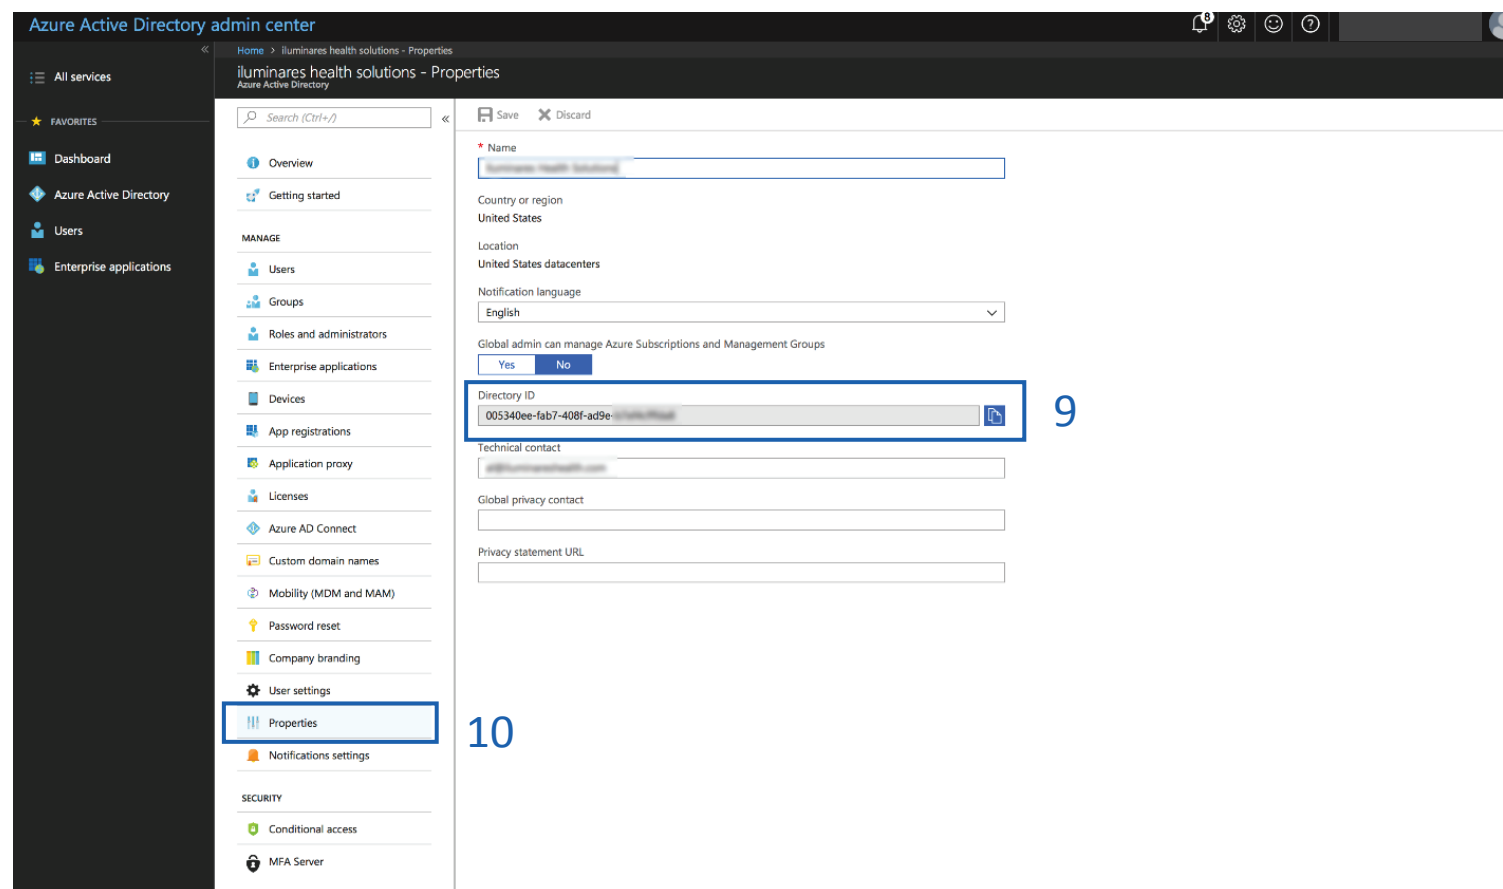 Azure Active Directory admin center
8
Home > iluminares health solutions - Properties
iluminares health solutions - Properties
Azure Active Directory
All services
FAVORITES
Dashboard
Azure Active Directory
Users
Enterprise applications
Search (Ctrl+/)
Overview
Getting started
MANAGE
Users
Groups
Roles and administrators
Enterprise applications
Devices
App registrations
Application proxy
Licenses
Azure AD Connect
Custom domain names
Mobility (MDM and MAM)
Password reset
Company branding
User settings
Properties
10
Notifications settings
SECURITY
Conditional access
MFA Server
Save Discard
* Name
Country or region
United States
Location
United States datacenters
Notification language
English
Global admin can manage Azure Subscriptions and Management Groups
Yes No
Directory ID
005340ee-fab7-408f-ad9e-
9
Technical contact
Global privacy contact
Privacy statement URL